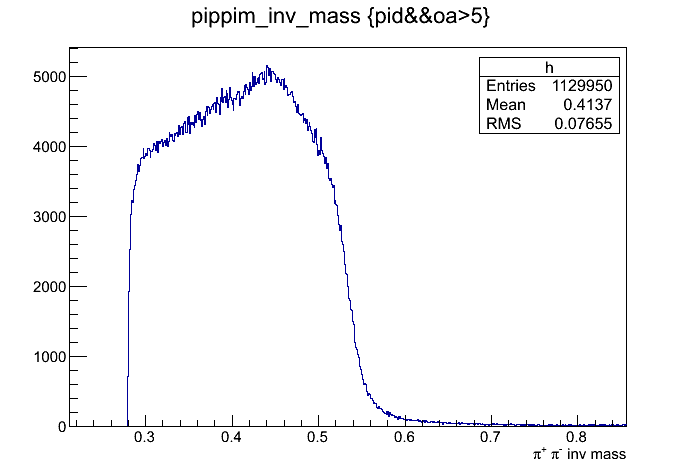 pippim_inv_mass {pid&&oa>5}
h
Entries 1129950
Mean 0.4137
RMS 0.07655
5000
4000
3000
2000
1000
0
0.3 0.4 0.5 0.6 0.7 0.8
π⁺ π⁻ inv mass